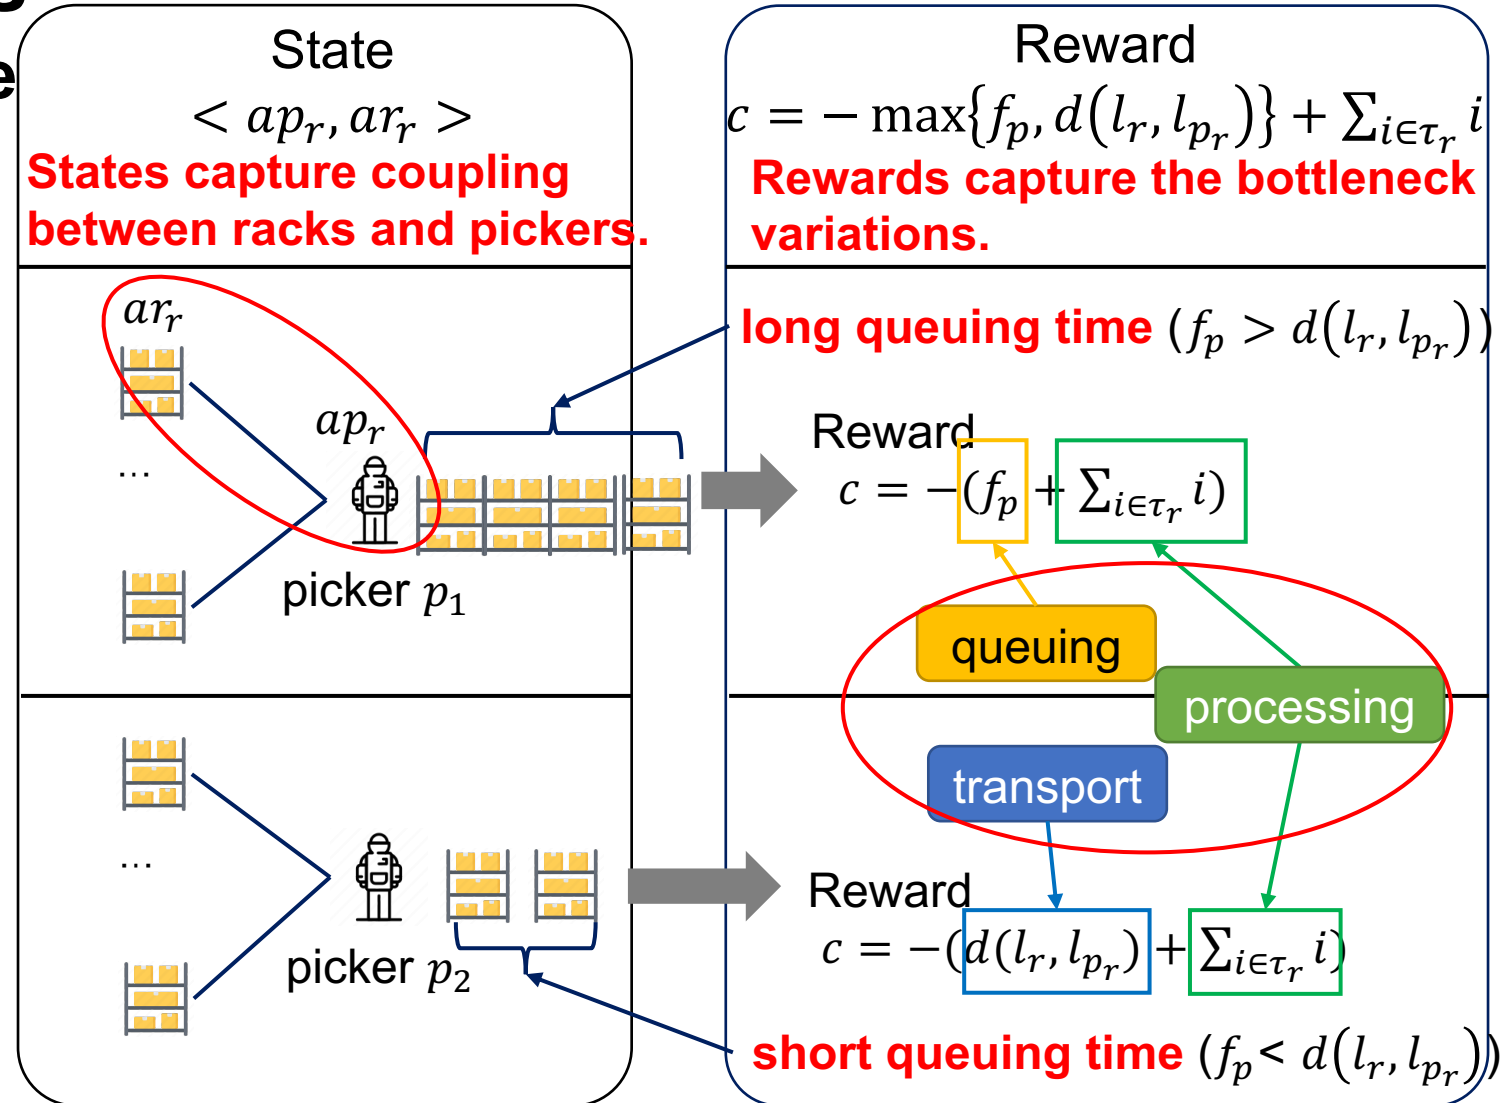 e
State
< ap_r, ar_r >
States capture coupling
between racks and pickers.
Reward
c = − max{f_p, d(l_r, l_{p_r})} + ∑_{i∈τ_r} i
Rewards capture the bottleneck
variations.
ar_r
...
ap_r
picker p_1
long queuing time (f_p > d(l_r, l_{p_r}))
Reward
c = −(f_p + ∑_{i∈τ_r} i)
queuing
processing
transport
...
picker p_2
Reward
c = −(d(l_r, l_{p_r}) + ∑_{i∈τ_r} i)
short queuing time (f_p < d(l_r, l_{p_r}))